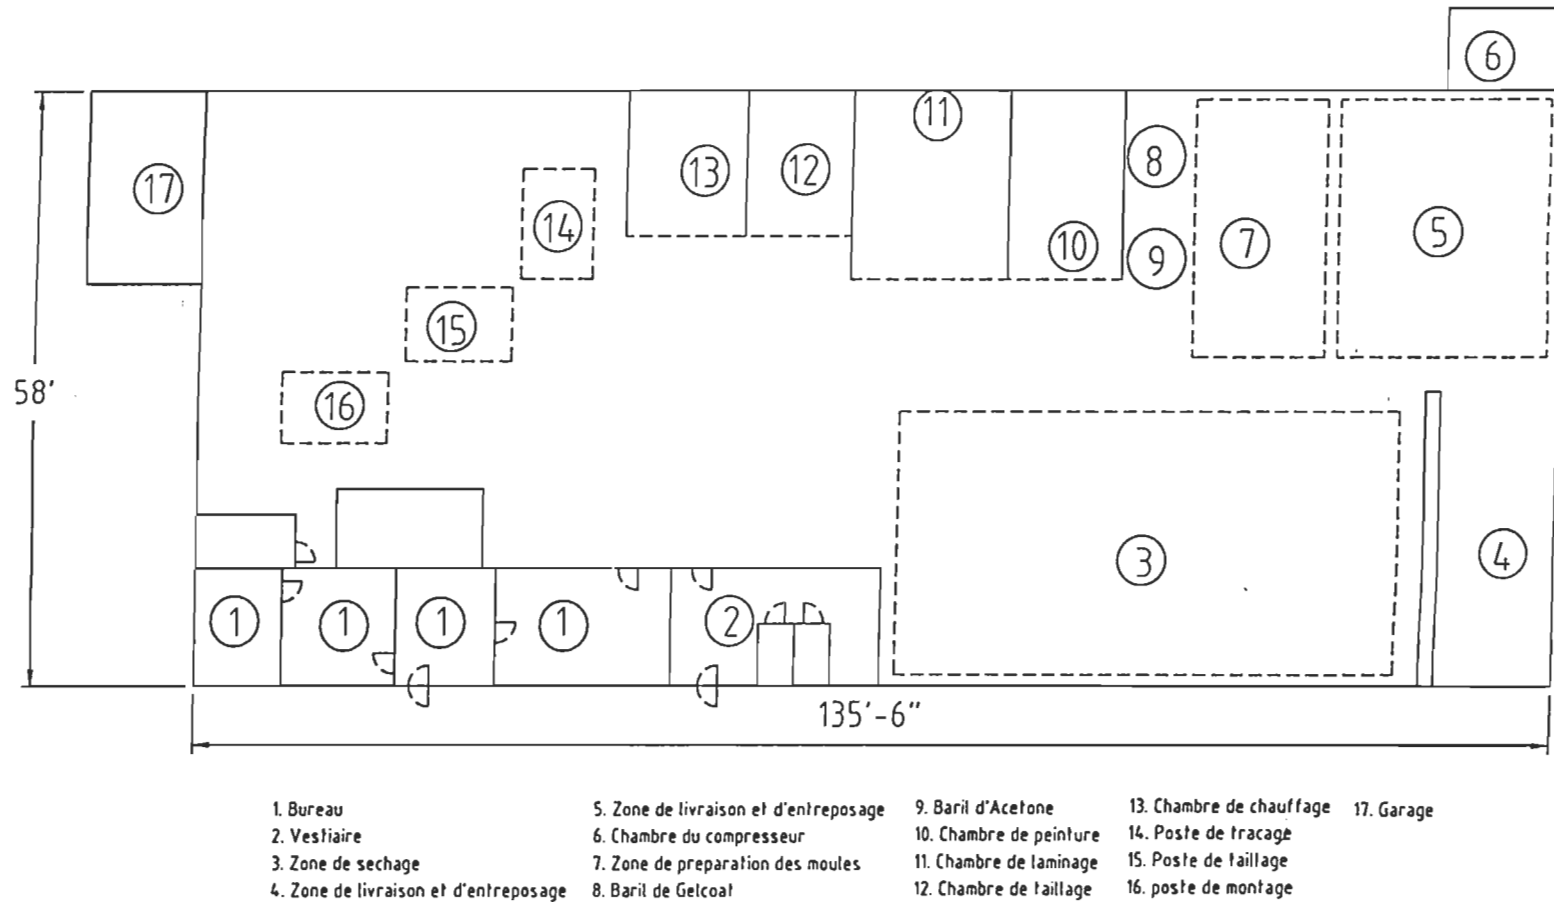 6
11
17
13
12
8
14
10
9
7
5
15
58'
16
3
4
1
1
1
1
2
135'-6"
1. Bureau
2. Vestiaire
3. Zone de sechage
4. Zone de livraison et d'entreposage
5. Zone de livraison et d'entreposage
6. Chambre du compresseur
7. Zone de preparation des moules
8. Baril de Gelcoat
9. Baril d'Acetone
10. Chambre de peinture
11. Chambre de laminage
12. Chambre de taillage
13. Chambre de chauffage
14. Poste de tracage
15. Poste de taillage
16. poste de montage
17. Garage